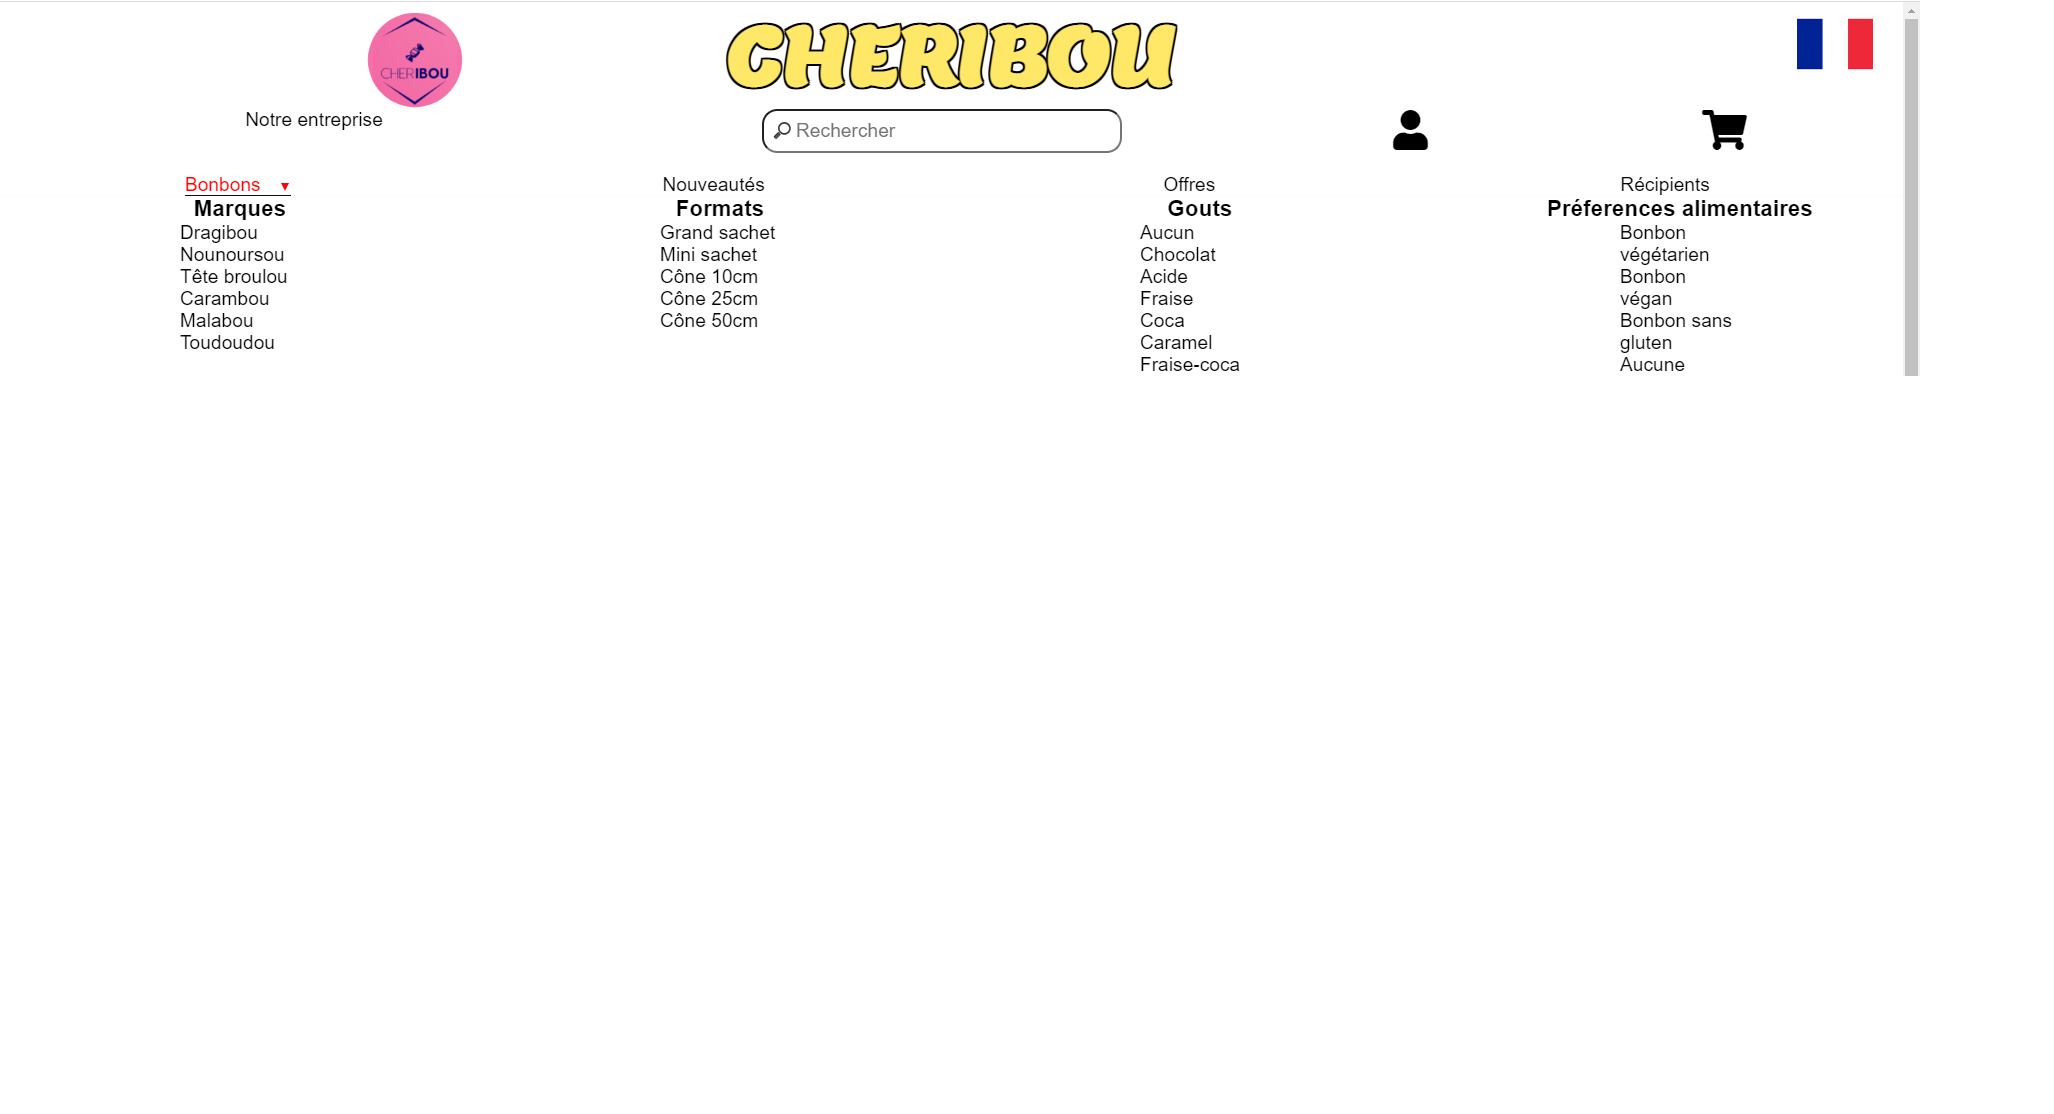 CHERIBOU
CHERIBOU
Notre entreprise
Rechercher
Bonbons ▼
Nouveautés
Offres
Récipients
Marques
Dragibou
Nounoursou
Tête broulou
Carambou
Malabou
Toudoudou
Formats
Grand sachet
Mini sachet
Cône 10cm
Cône 25cm
Cône 50cm
Gouts
Aucun
Chocolat
Acide
Fraise
Coca
Caramel
Fraise-coca
Préferences alimentaires
Bonbon
végétarien
Bonbon
végan
Bonbon sans
gluten
Aucune